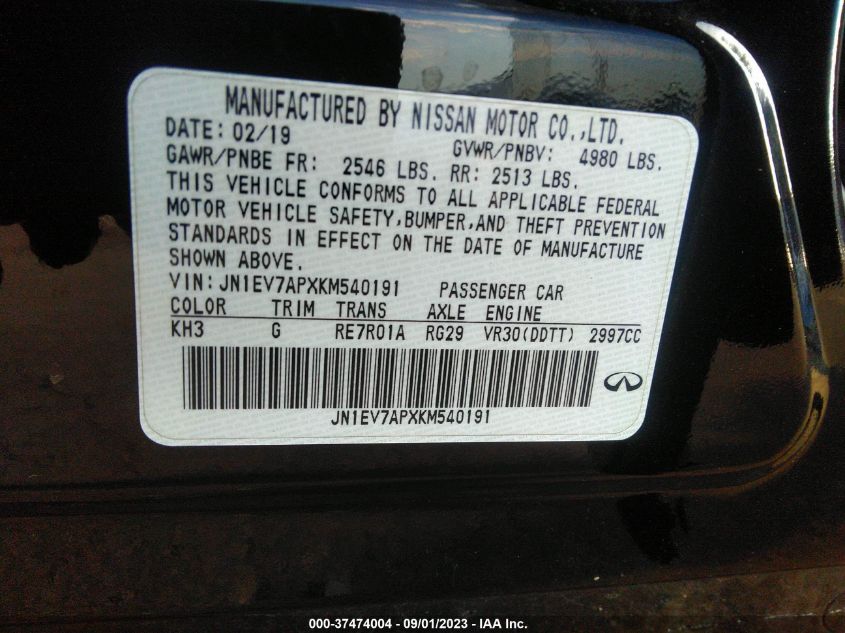 MANUFACTURED BY NISSAN MOTOR CO.,LTD.
DATE: 02/19 GVWR/PNBV: 4980 LBS.
GAWR/PNBE FR: 2546 LBS. RR: 2513 LBS.
THIS VEHICLE CONFORMS TO ALL APPLICABLE FEDERAL
MOTOR VEHICLE SAFETY,BUMPER,AND THEFT PREVENTION
STANDARDS IN EFFECT ON THE DATE OF MANUFACTURE
SHOWN ABOVE.
VIN:JN1EV7APXKM540191 PASSENGER CAR
COLOR TRIM TRANS AXLE ENGINE
KH3 G RE7R01A RG29 VR30(DDTT) 2997CC
JN1EV7APXKM540191
000-37474004 - 09/01/2023 - IAA Inc.